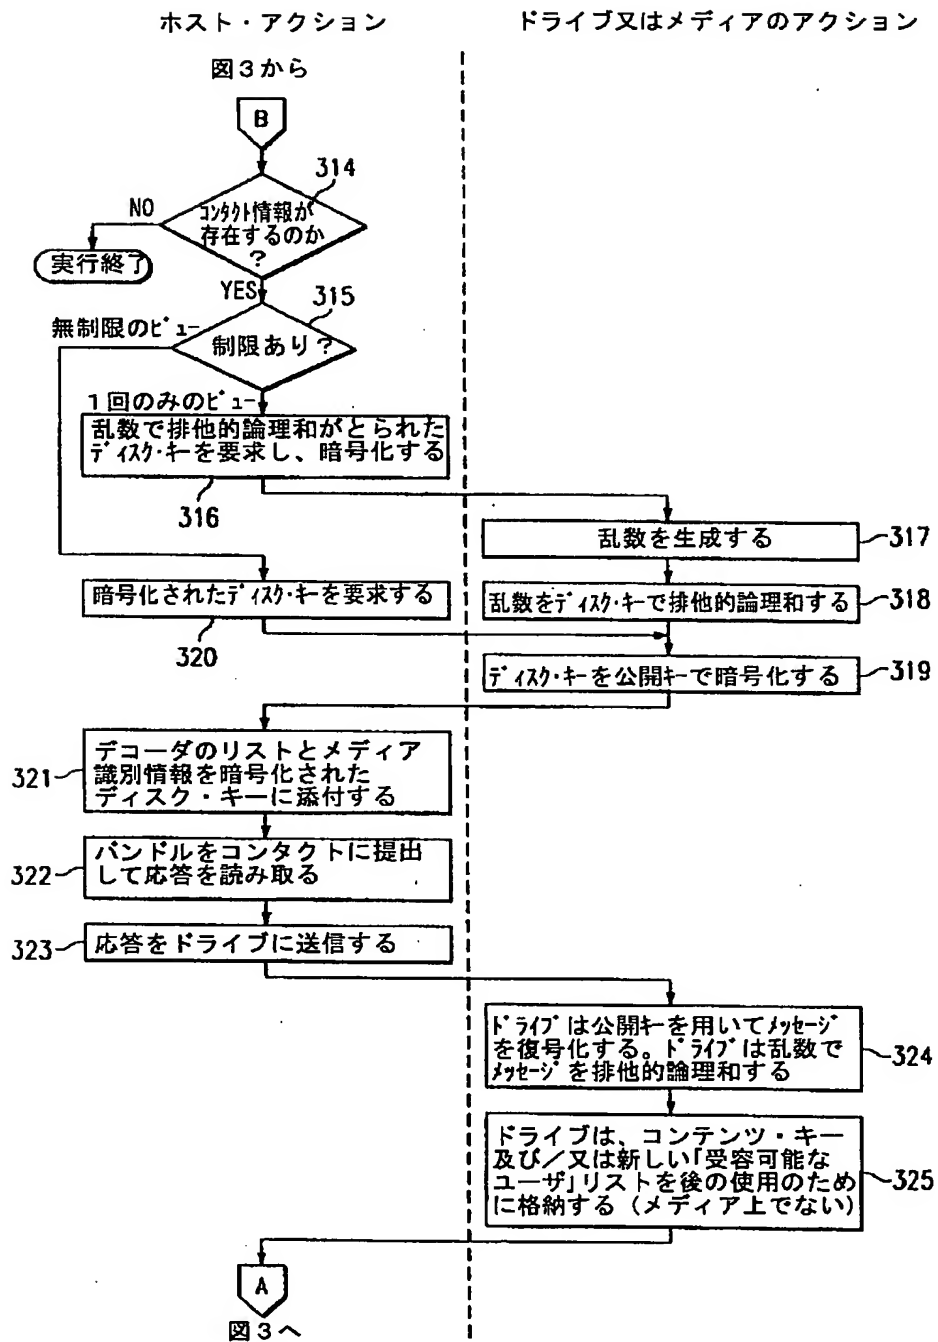 ホスト・アクション
ドライブ又はメディアのアクション
図3から
B
314
コンタクト情報が
存在するのか
?
NO
実行終了
YES
315
制限あり?
無制限のビュー
1回のみのビュー
乱数で排他的論理和がとられた
ディスク・キーを要求し、暗号化する
316
乱数を生成する
317
暗号化されたディスク・キーを要求する
320
乱数をディスク・キーで排他的論理和する
318
ディスク・キーを公開キーで暗号化する
319
デコーダのリストとメディア
識別情報を暗号化された
ディスク・キーに添付する
321
バンドルをコンタクトに提出
して応答を読み取る
322
応答をドライブに送信する
323
ドライブは公開キーを用いてメッセージ
を復号化する。ドライブは乱数で
メッセージを排他的論理和する
324
ドライブは、コンテンツ・キー
及び/又は新しい「受容可能な
ユーザ」リストを後の使用のため
に格納する(メディア上でない)
325
A
図3へ